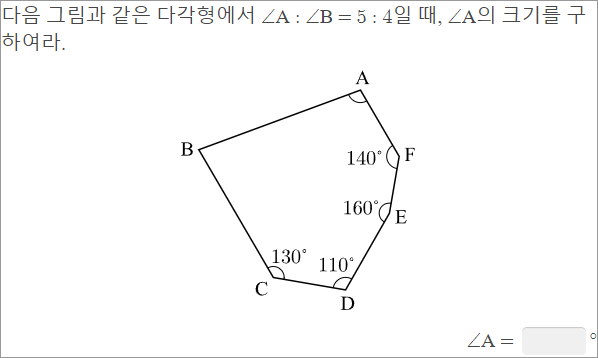 다음 그림과 같은 다각형에서 ∠A : ∠B = 5 : 4일 때, ∠A의 크기를 구
하여라.
A
B
140° F
160° E
130° 110°
C
D
∠A = °